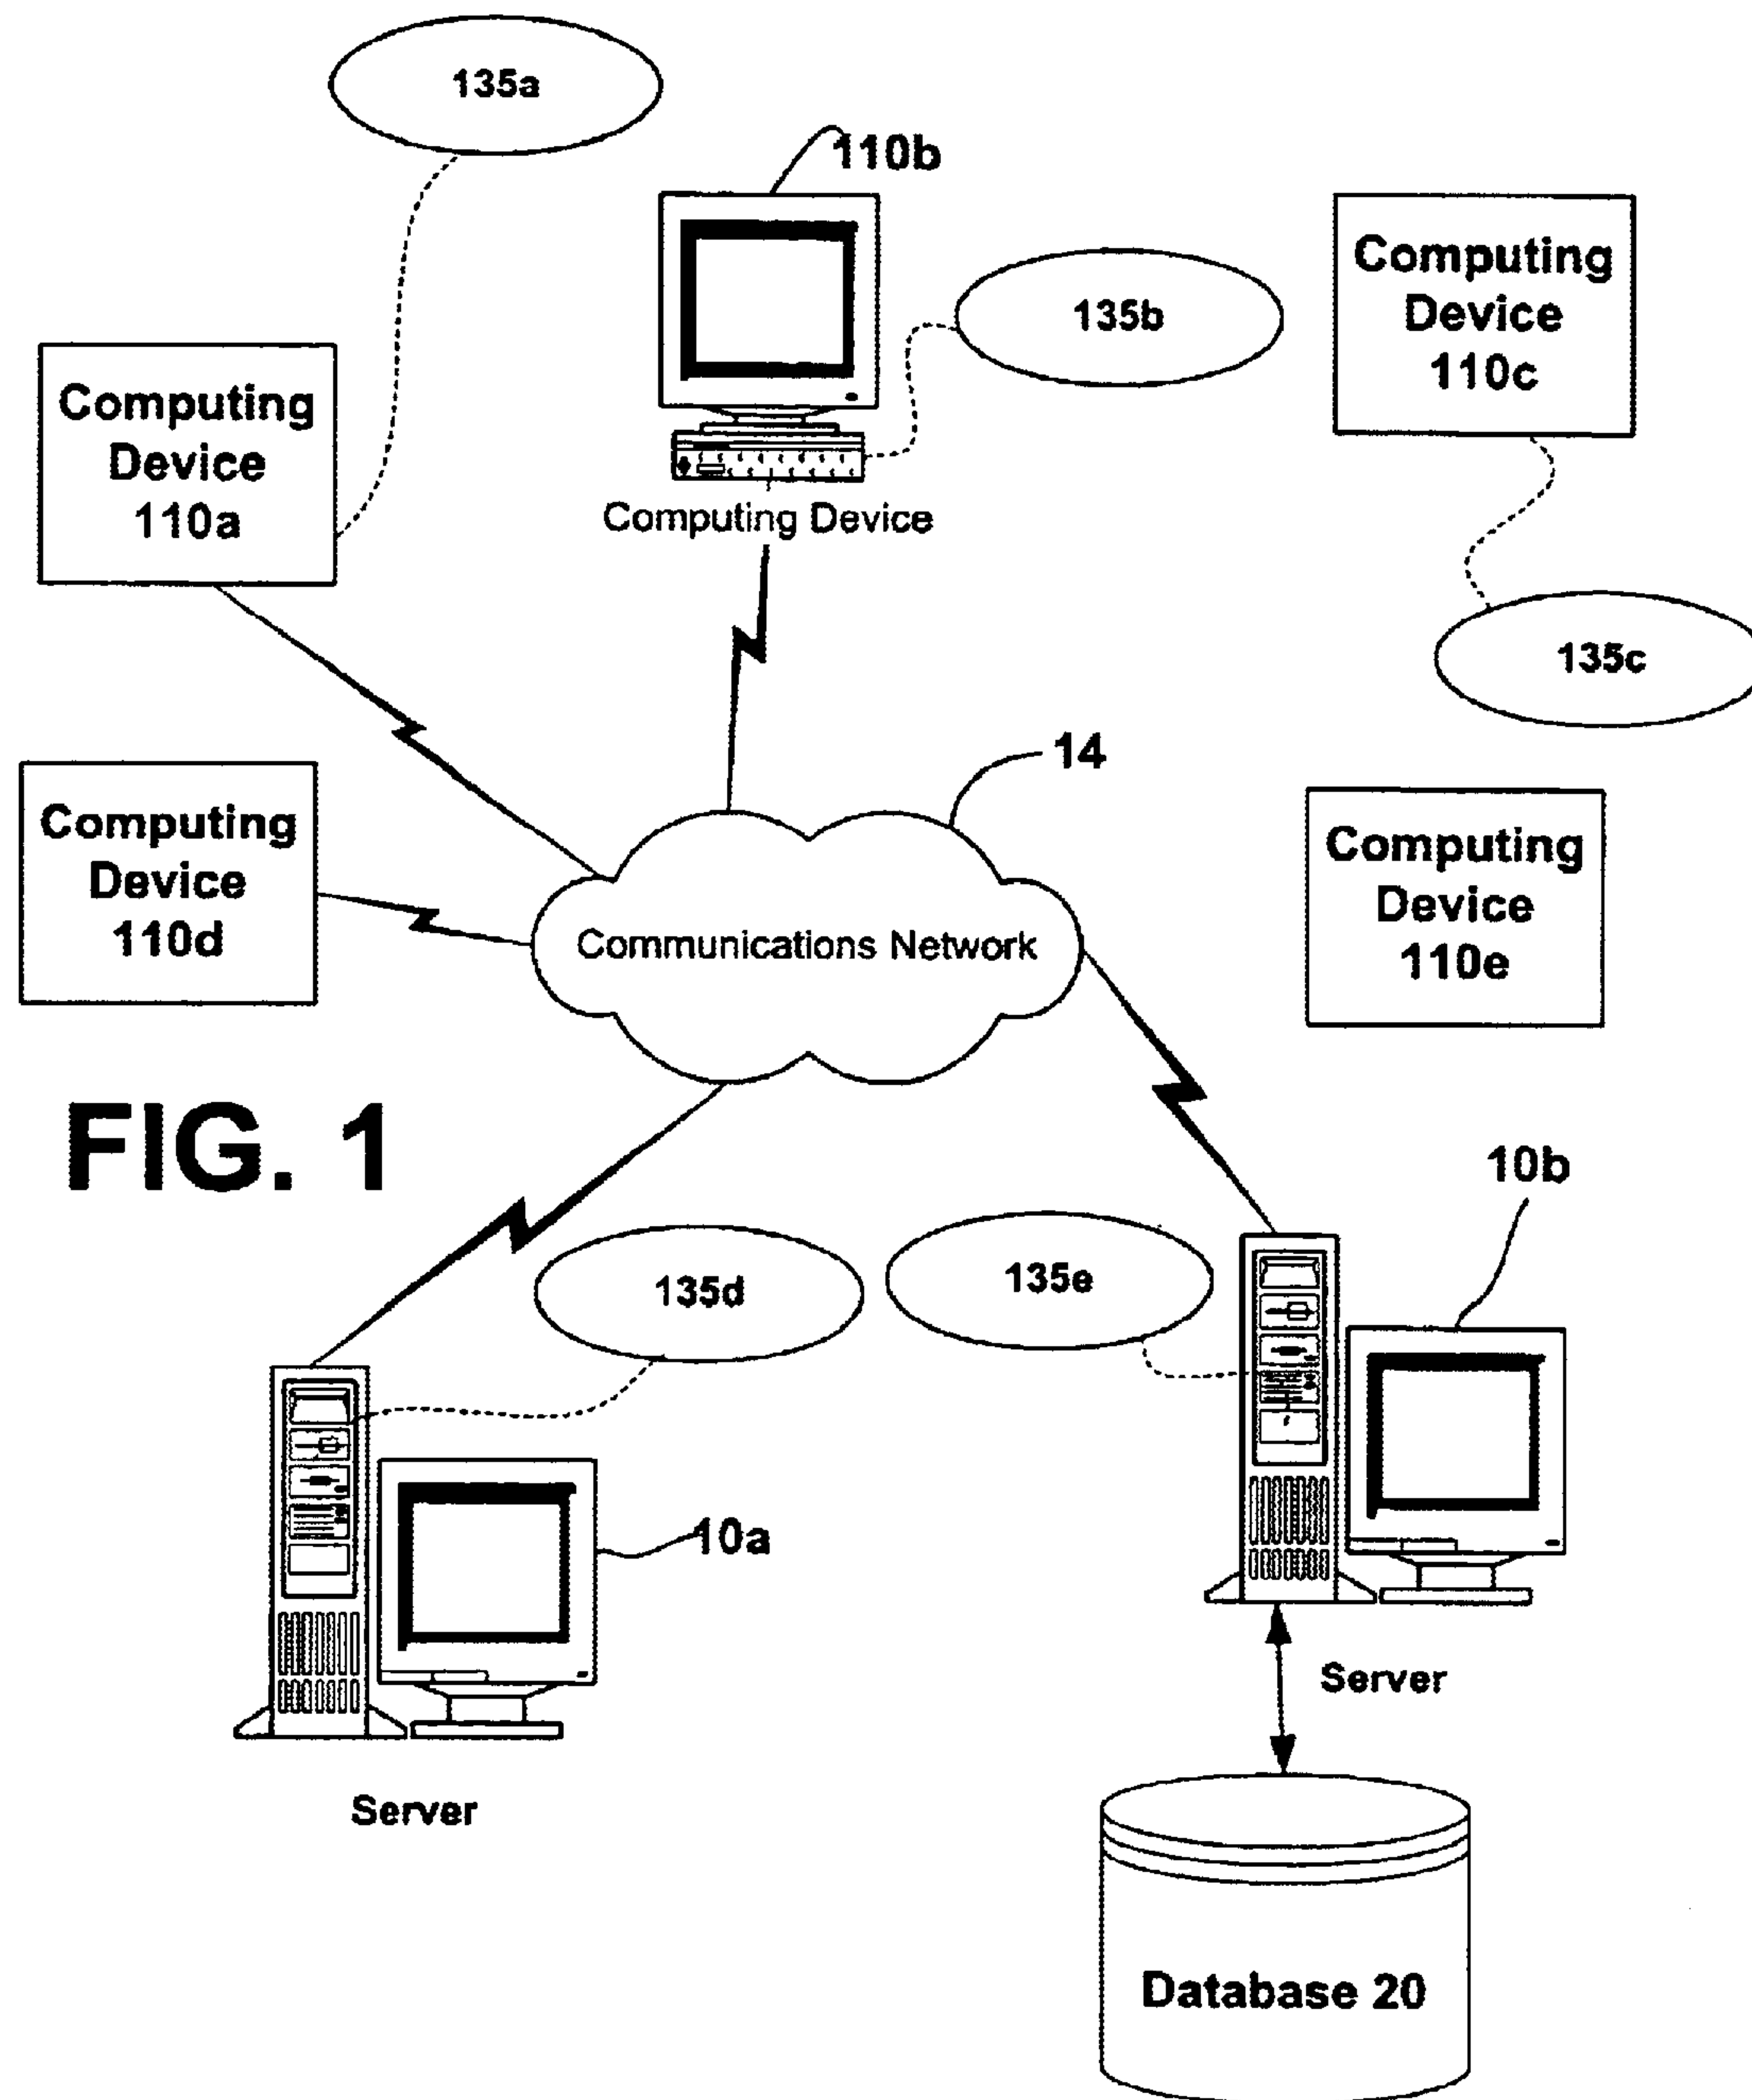 135a
110b
Computing
Device
110c
135b
Computing
Device
110a
Computing Device
135c
14
Computing
Device
110d
Computing
Device
110e
Communications Network
FIG. 1
10b
135d
135e
10a
Server
Server
Database 20